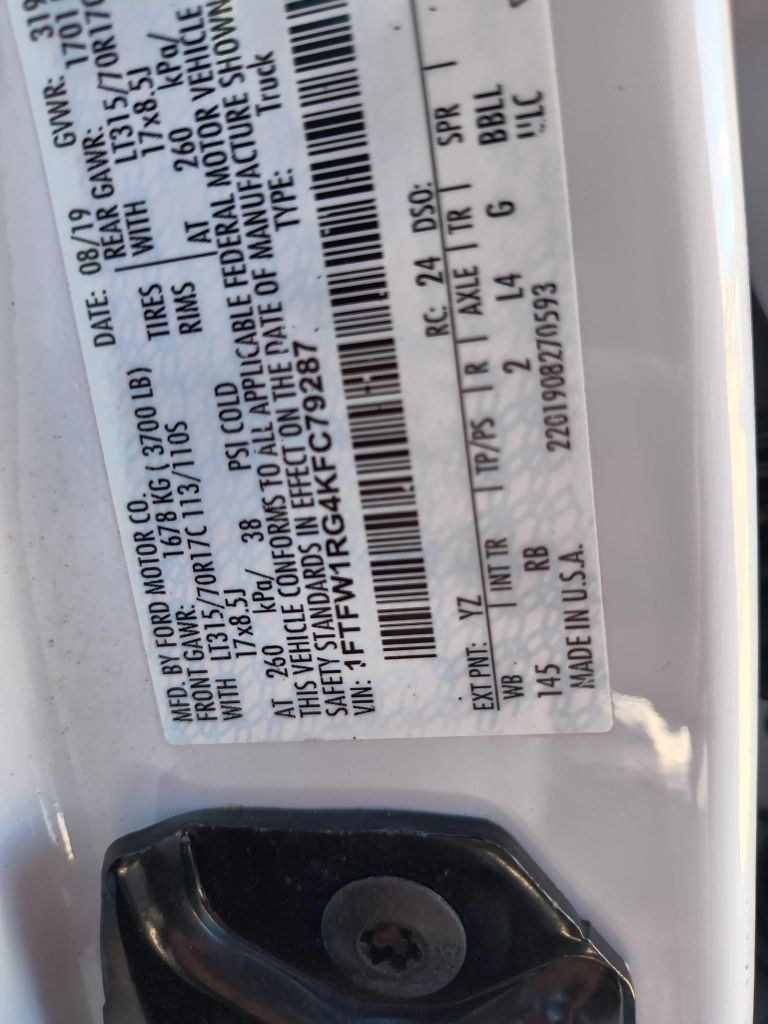 MFD. BY FORD MOTOR CO.
DATE: 08/19 GVWR: 319
FRONT GAWR: 1678 KG ( 3700 LB) REAR GAWR: 1701
WITH LT315/70R17C 113/110S TIRES WITH LT315/70R17C
17x8.5J RIMS 17x8.5J
AT 260 kPa/ 38 PSI COLD AT 260 kPa/
THIS VEHICLE CONFORMS TO ALL APPLICABLE FEDERAL MOTOR VEHICLE
SAFETY STANDARDS IN EFFECT ON THE DATE OF MANUFACTURE SHOWN
VIN: 1FTFW1RG4KFC79287 TYPE: Truck
EXT PNT: YZ RC: 24 DSO:
WB INT TR TP/PS R AXLE TR SPR
145 RB 2 L4 G BBLL
MADE IN U.S.A. 2201908270593